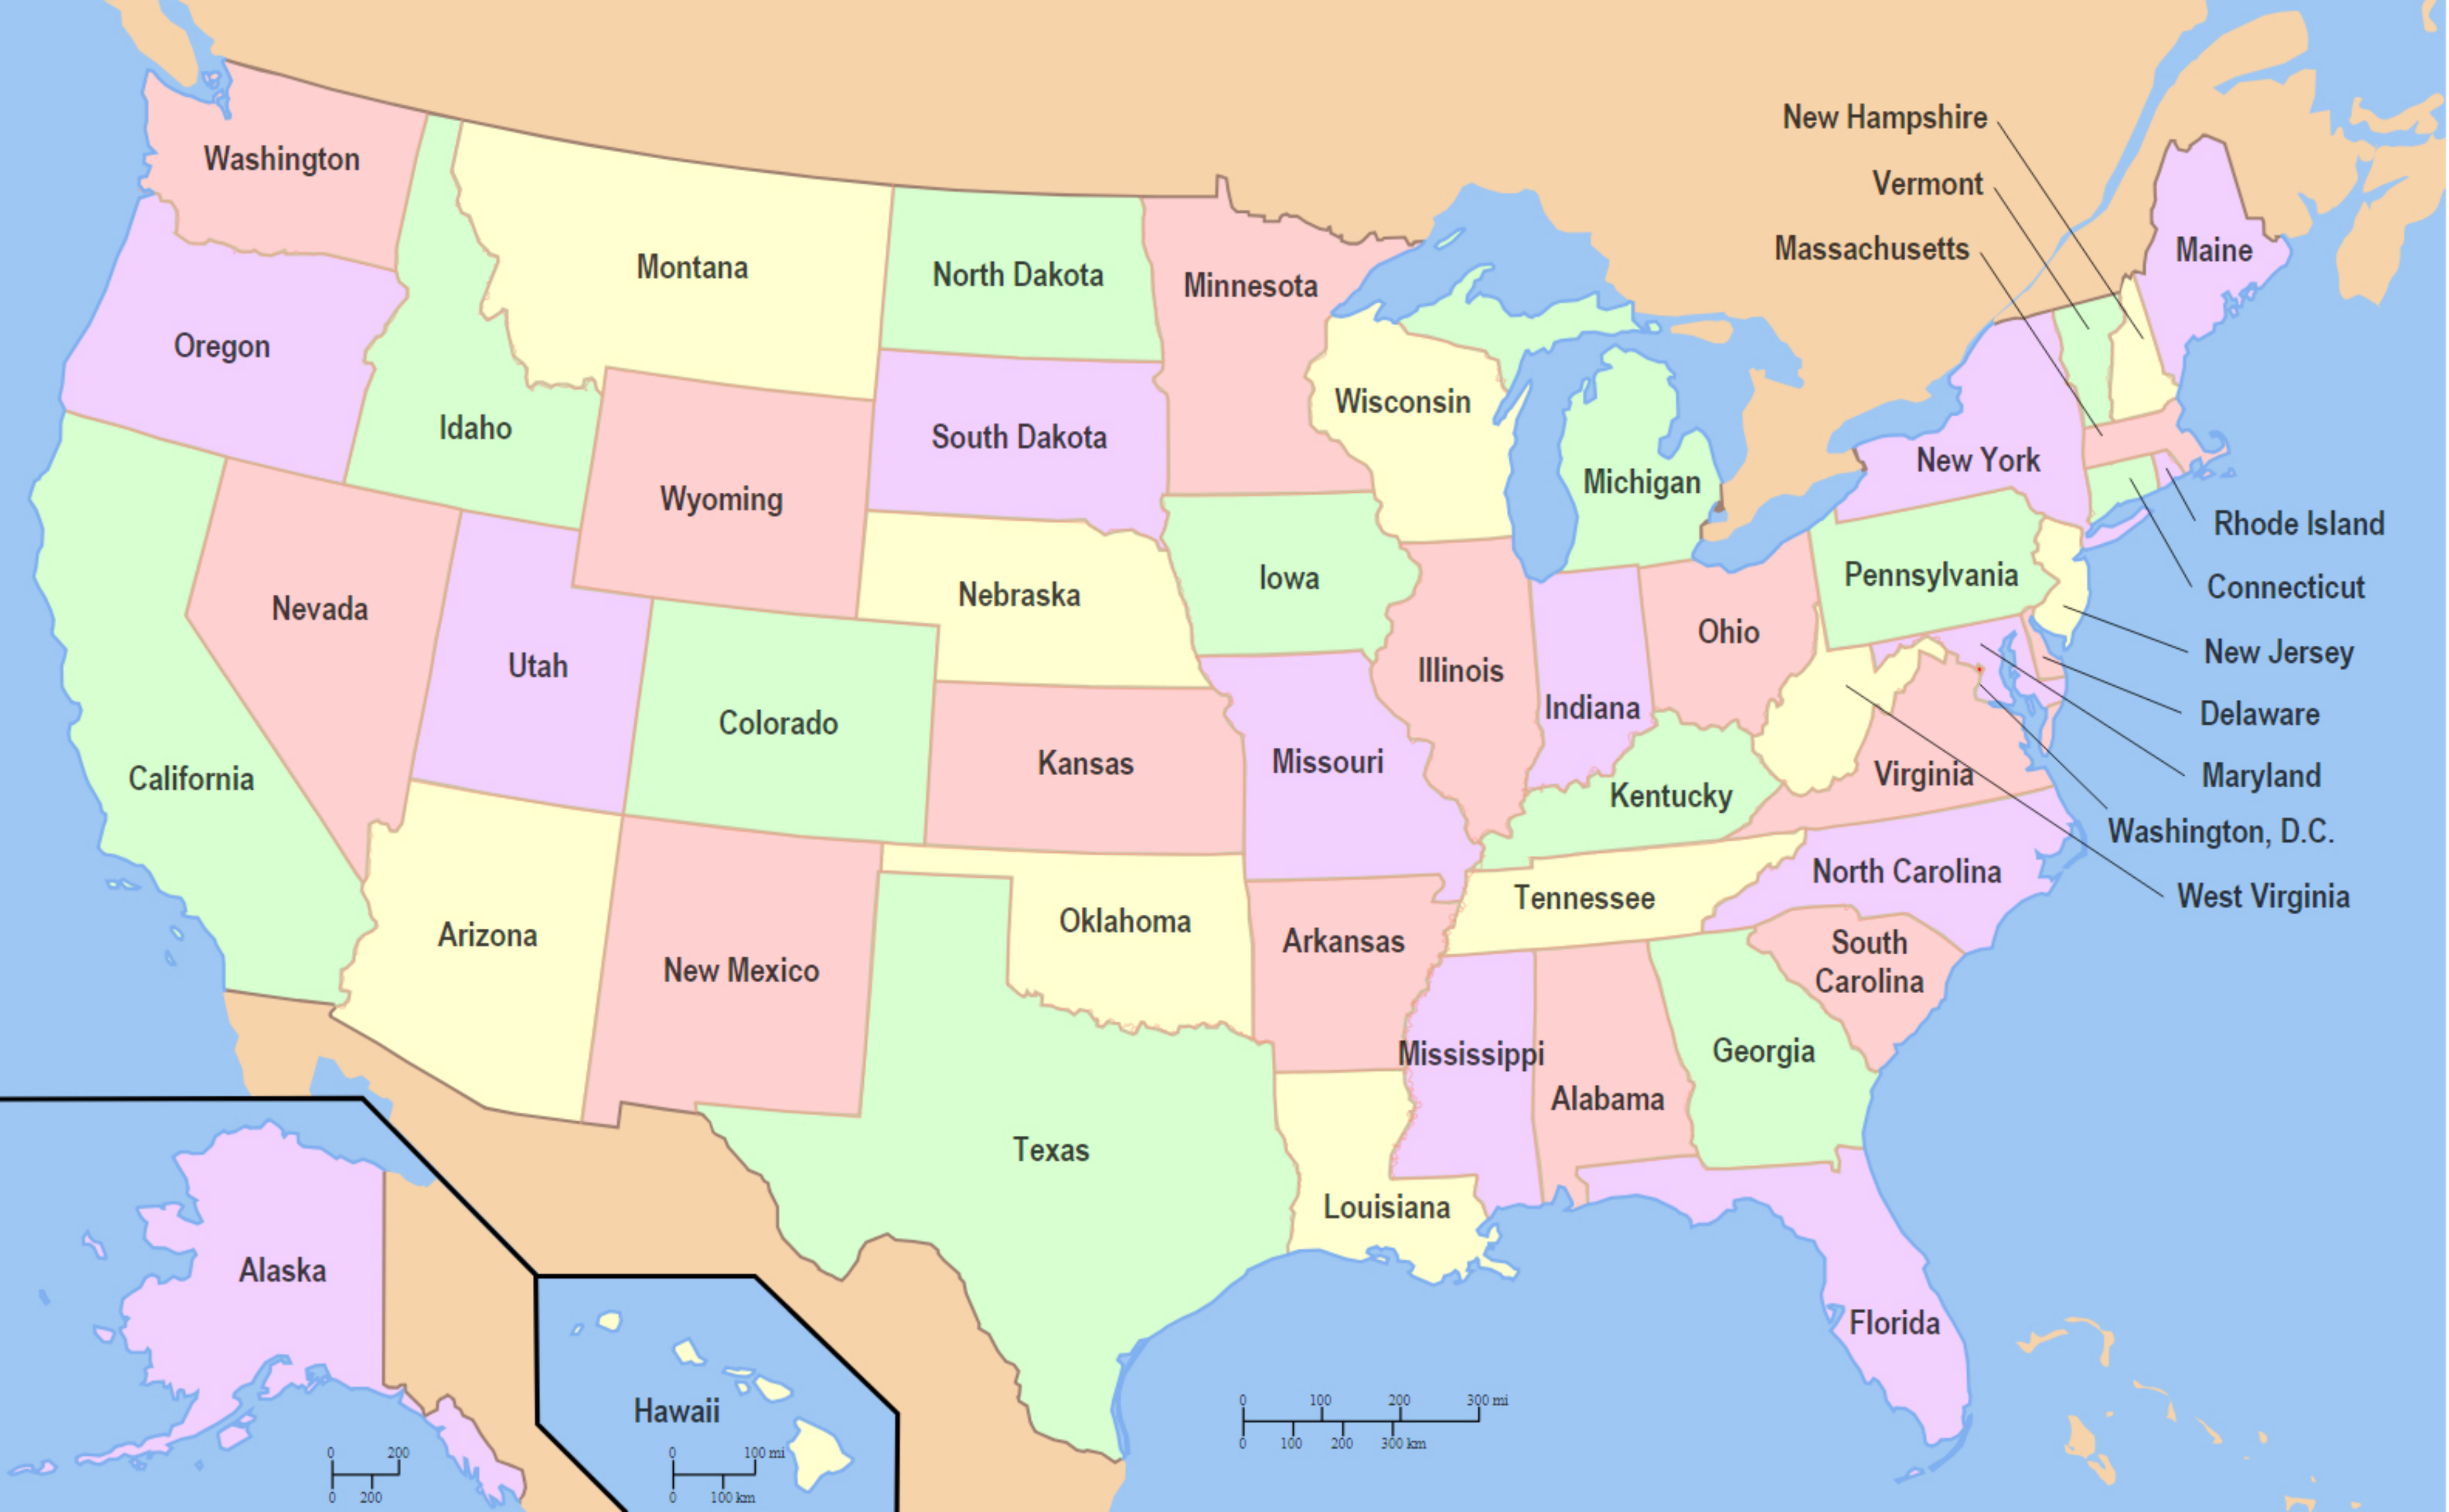 New Hampshire
Vermont
Massachusetts
Washington
Maine
Montana
North Dakota
Minnesota
Oregon
Wisconsin
Idaho
South Dakota
New York
Michigan
Wyoming
Rhode Island
Iowa
Pennsylvania
Connecticut
Nebraska
Nevada
Ohio
New Jersey
Utah
Illinois
Indiana
Delaware
Colorado
Kansas
Missouri
California
Virginia
Maryland
Kentucky
Washington, D.C.
North Carolina
Tennessee
West Virginia
Oklahoma
Arizona
Arkansas
South
Carolina
New Mexico
Mississippi
Georgia
Alabama
Texas
Louisiana
Alaska
Florida
Hawaii
0 100 200 300 mi
0 100 200 300 km
0 200
0 200
0 100 mi
0 100 km